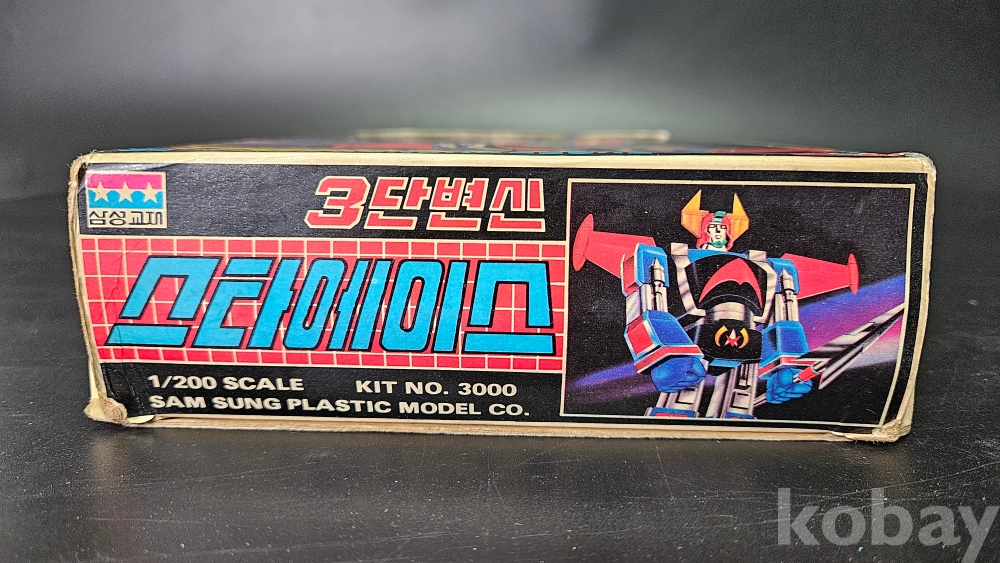 삼성교재
3단변신
스타에이스
1/200 SCALE KIT NO. 3000
SAM SUNG PLASTIC MODEL CO.
kobay